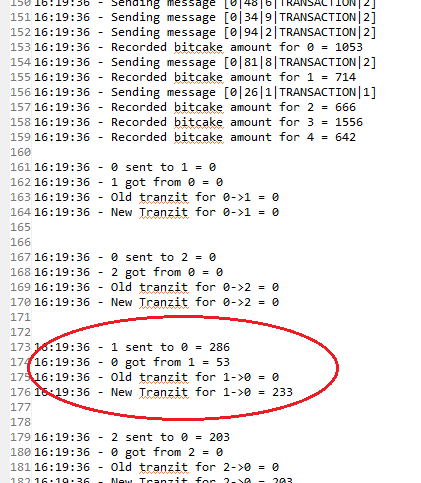 150 16:19:36 - Sending message [0|48|6|TRANSACTION|2]
151 16:19:36 - Sending message [0|34|9|TRANSACTION|2]
152 16:19:36 - Sending message [0|94|2|TRANSACTION|2]
153 16:19:36 - Recorded bitcake amount for 0 = 1053
154 16:19:36 - Sending message [0|81|8|TRANSACTION|2]
155 16:19:36 - Recorded bitcake amount for 1 = 714
156 16:19:36 - Sending message [0|26|1|TRANSACTION|1]
157 16:19:36 - Recorded bitcake amount for 2 = 666
158 16:19:36 - Recorded bitcake amount for 3 = 1556
159 16:19:36 - Recorded bitcake amount for 4 = 642
160
161 16:19:36 - 0 sent to 1 = 0
162 16:19:36 - 1 got from 0 = 0
163 16:19:36 - Old tranzit for 0->1 = 0
164 16:19:36 - New Tranzit for 0->1 = 0
165
166
167 16:19:36 - 0 sent to 2 = 0
168 16:19:36 - 2 got from 0 = 0
169 16:19:36 - Old tranzit for 0->2 = 0
170 16:19:36 - New Tranzit for 0->2 = 0
171
172
173 16:19:36 - 1 sent to 0 = 286
174 16:19:36 - 0 got from 1 = 53
175 16:19:36 - Old tranzit for 1->0 = 0
176 16:19:36 - New Tranzit for 1->0 = 233
177
178
179 16:19:36 - 2 sent to 0 = 203
180 16:19:36 - 0 got from 2 = 0
181 16:19:36 - Old tranzit for 2->0 = 0
182 16:19:36 - New Tranzit for 2->0 = 203